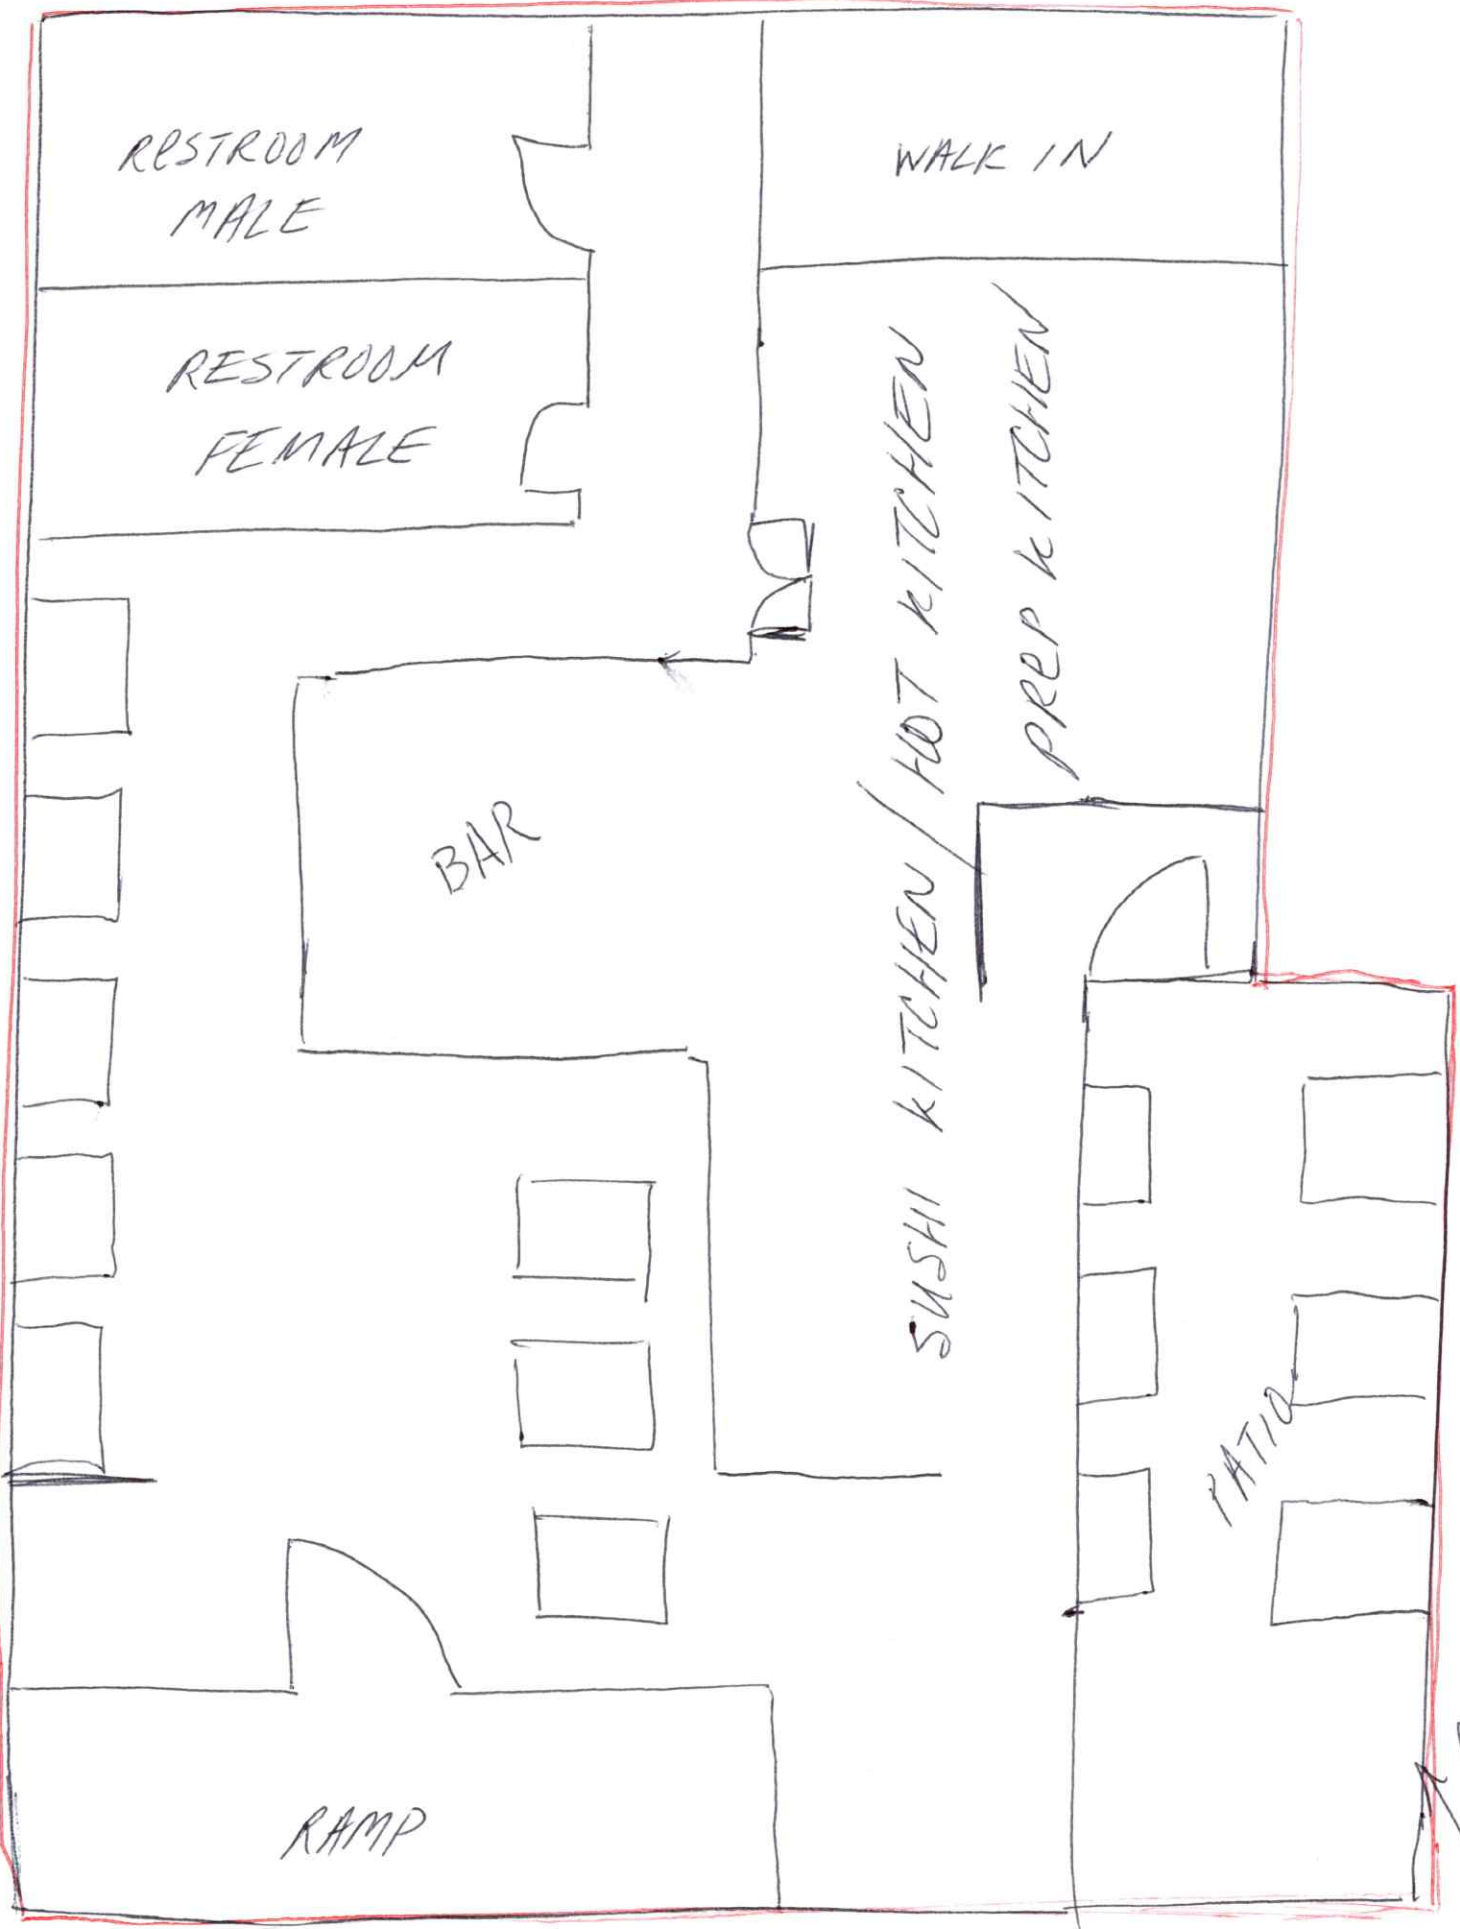 RESTROOM
MALE
WALK IN
RESTROOM
FEMALE
SUSHI KITCHEN / HOT KITCHEN
PREP KITCHEN
BAR
PATIO
RAMP